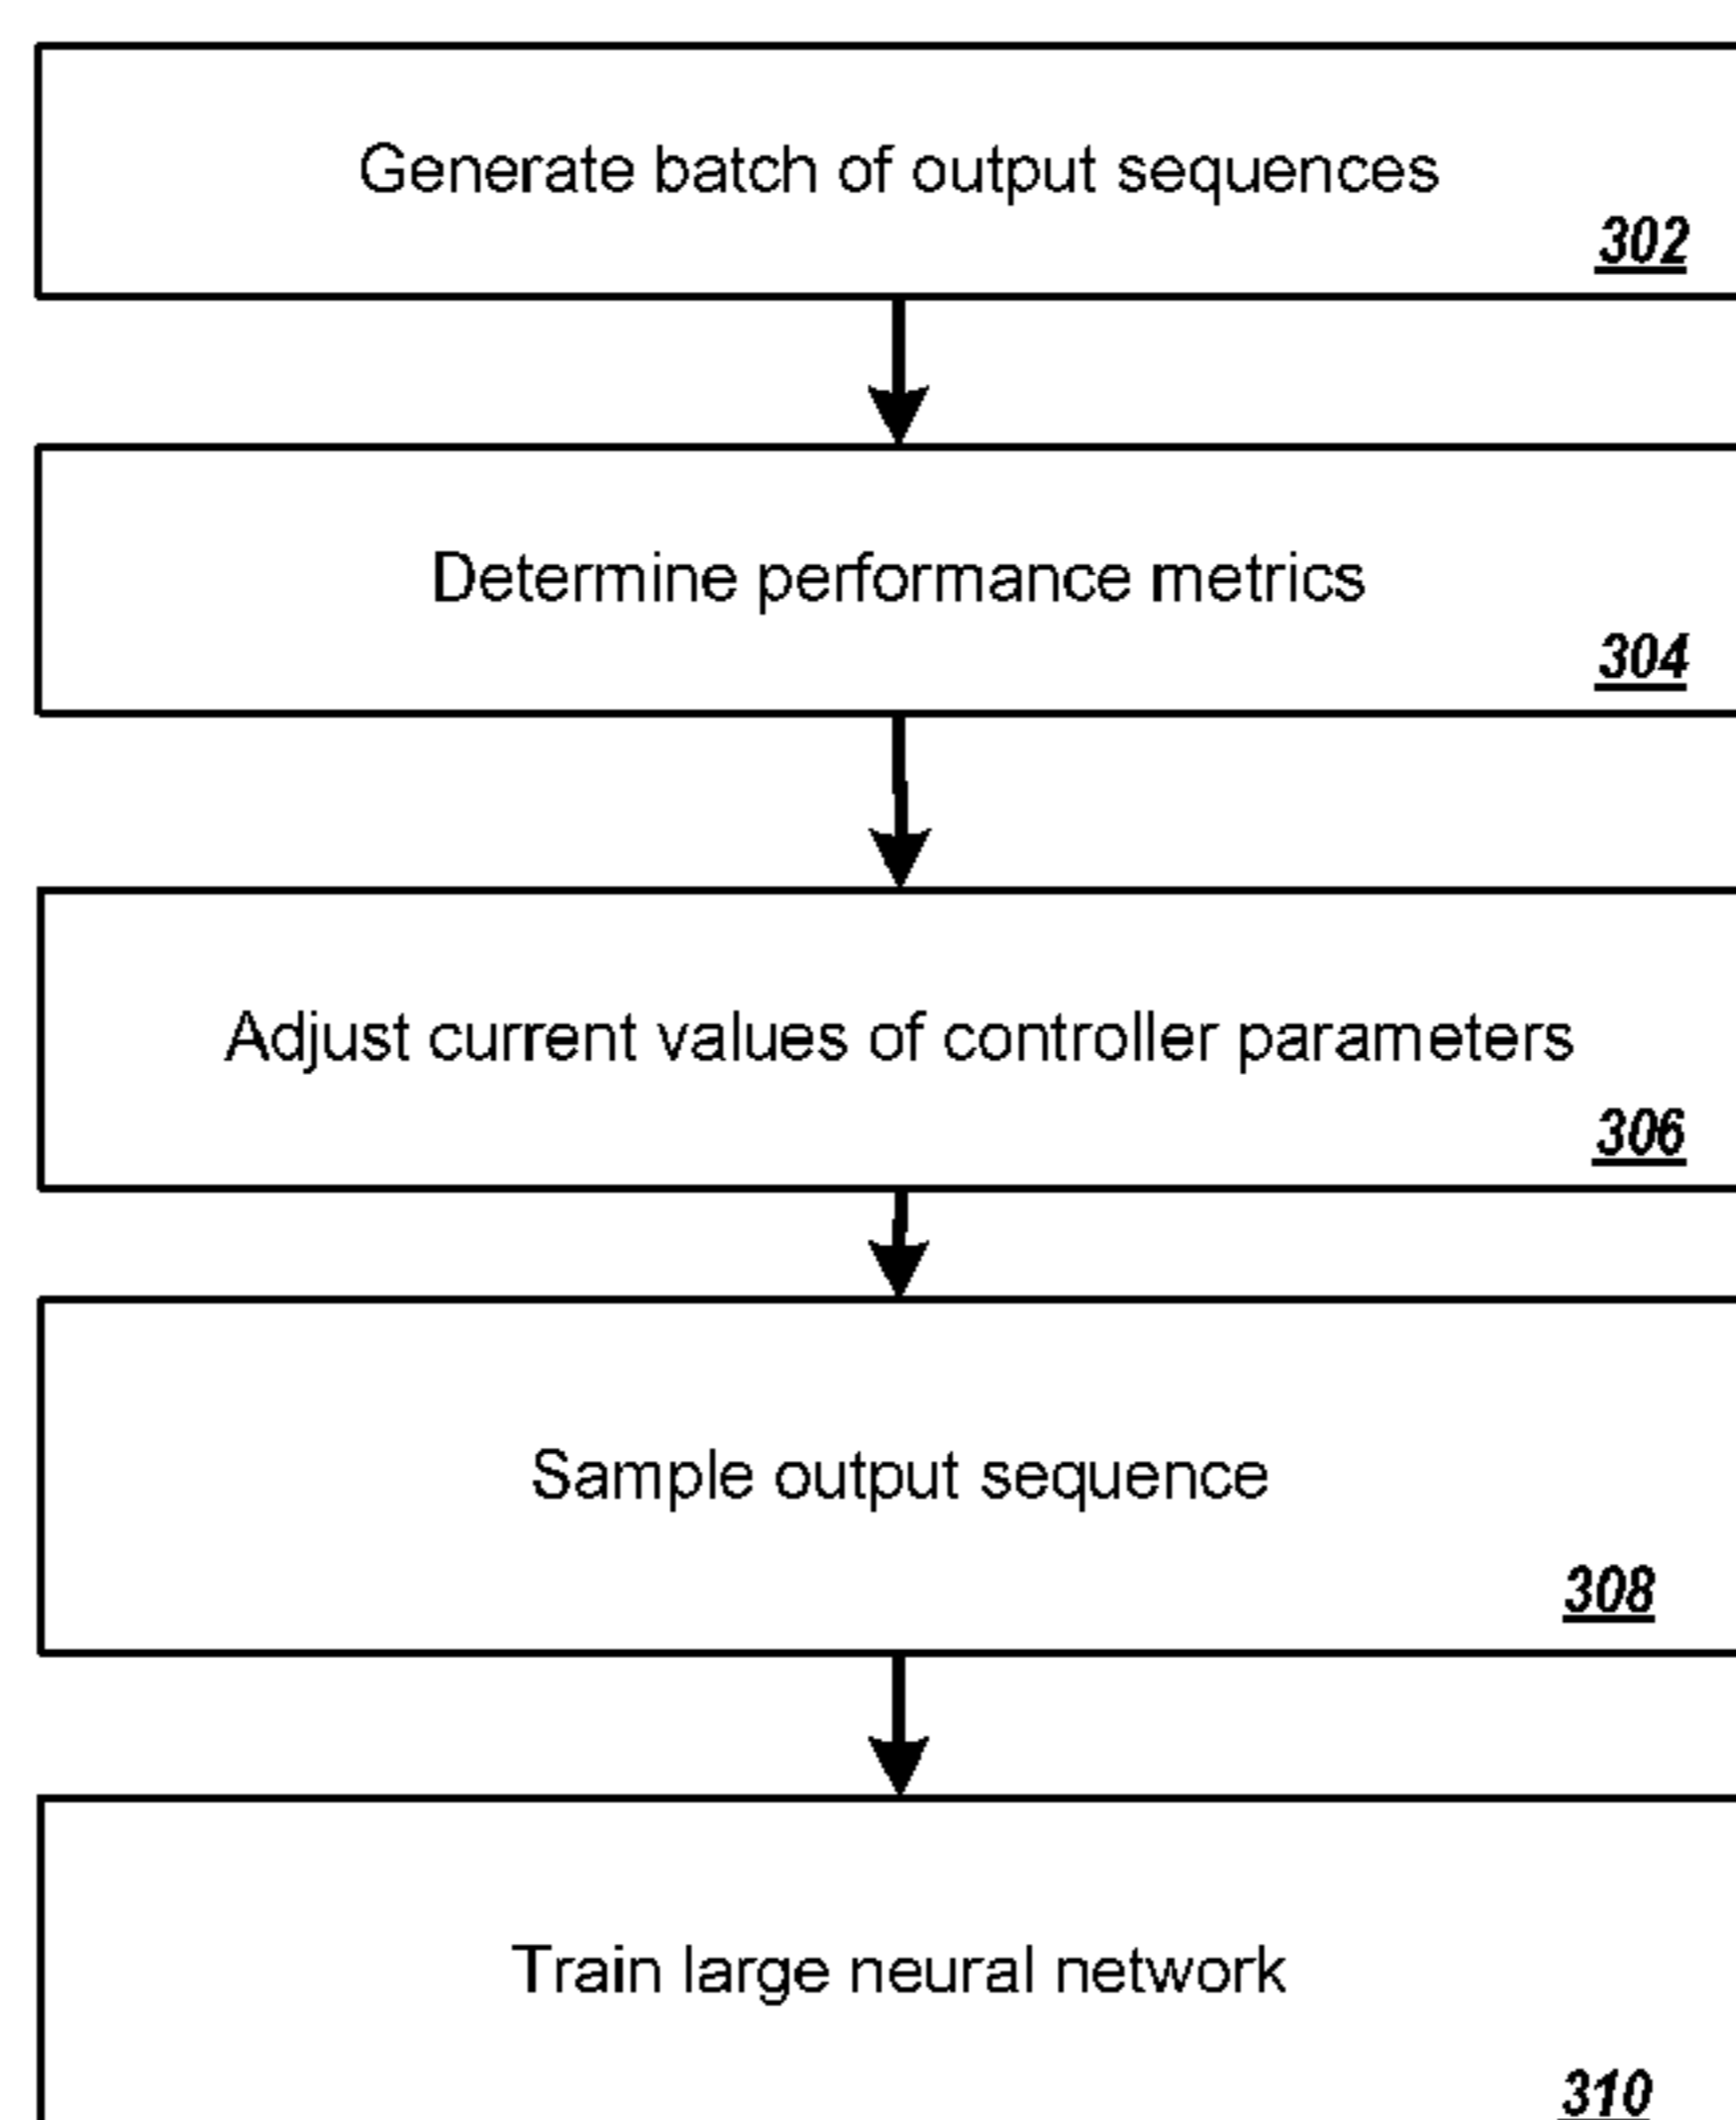 Generate batch of output sequences
302
Determine performance metrics
304
Adjust current values of controller parameters
306
Sample output sequence
308
Train large neural network
310